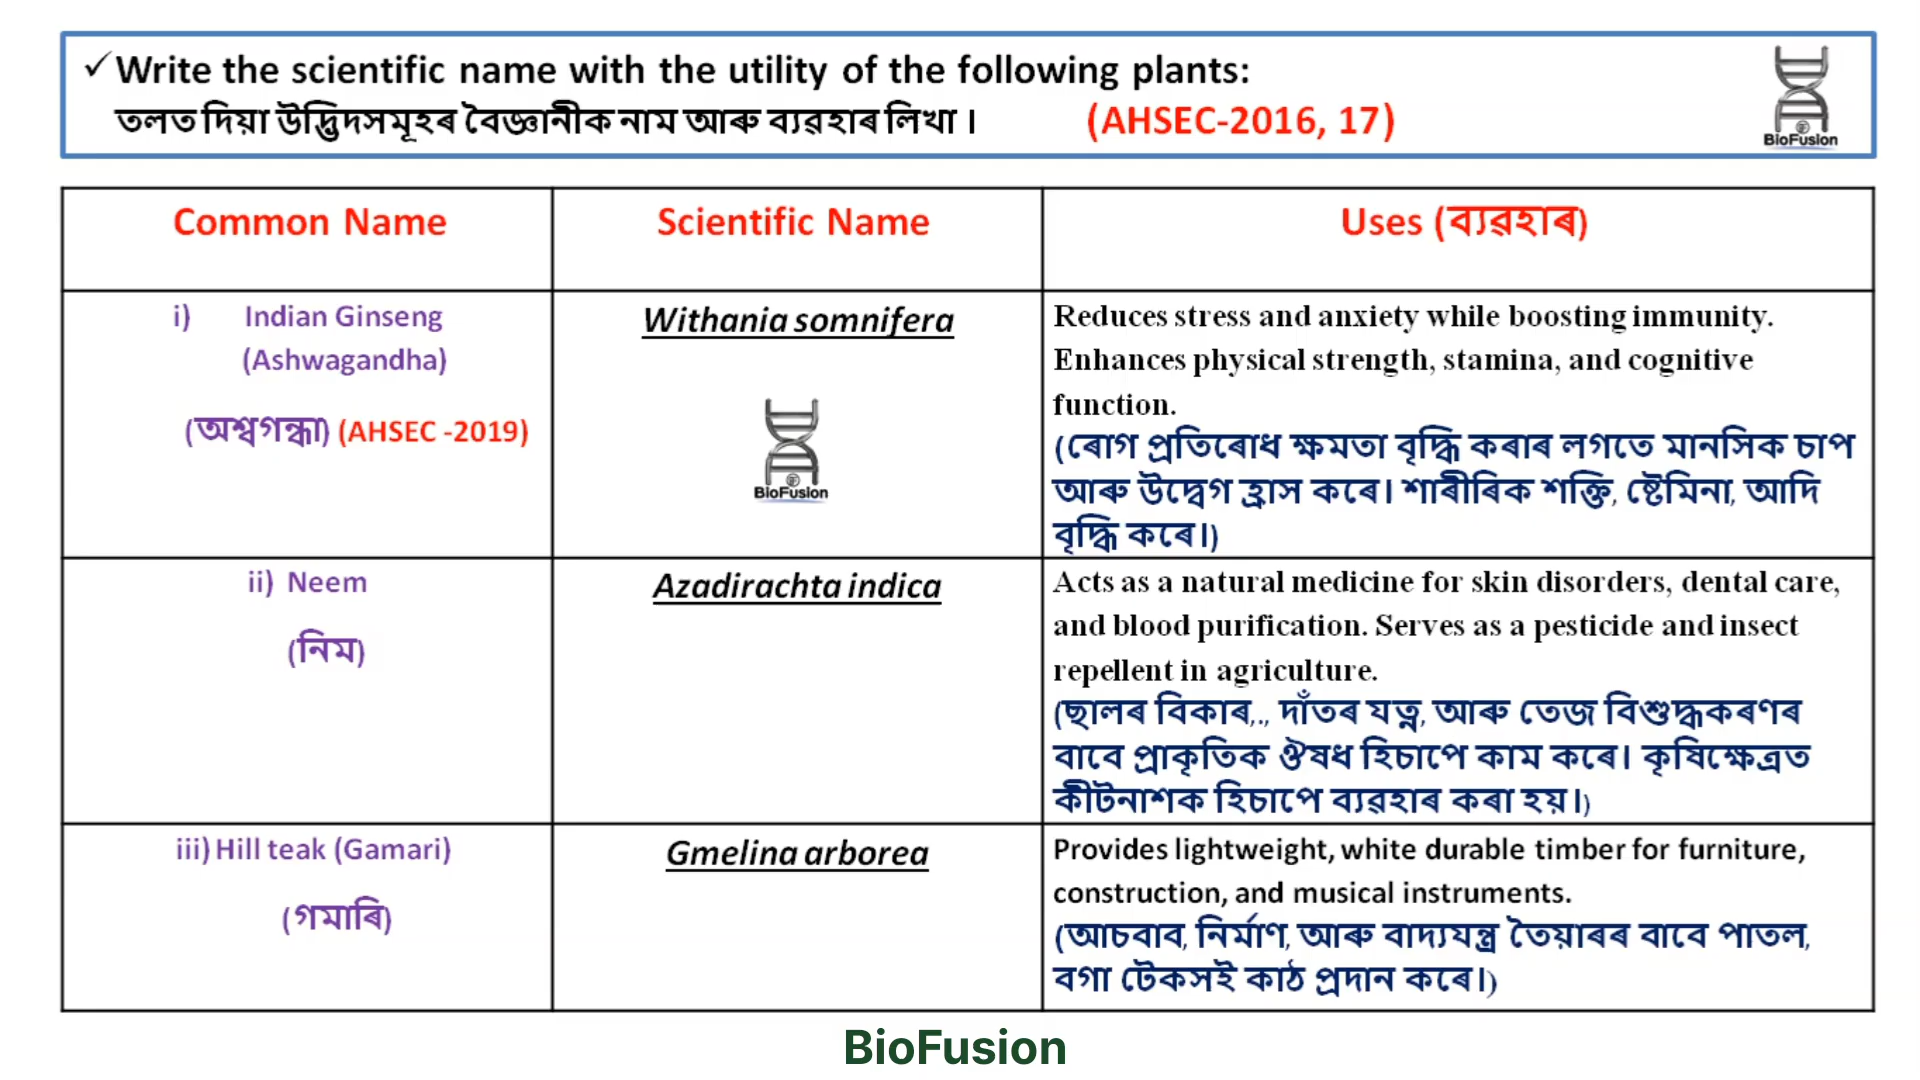 ✓Write the scientific name with the utility of the following plants:
তলত দিয়া উদ্ভিদসমূহৰ বৈজ্ঞানীক নাম আৰু ব্যৱহাৰ লিখা । (AHSEC-2016, 17)
BioFusion
Common Name
Scientific Name
Uses (ব্যৱহাৰ)
i) Indian Ginseng
(Ashwagandha)
(অশ্বগন্ধা) (AHSEC -2019)
Withania somnifera
BioFusion
Reduces stress and anxiety while boosting immunity.
Enhances physical strength, stamina, and cognitive
function.
(ৰোগ প্ৰতিৰোধ ক্ষমতা বৃদ্ধি কৰাৰ লগতে মানসিক চাপ
আৰু উদ্বেগ হ্ৰাস কৰে। শাৰীৰিক শক্তি, ষ্টেমিনা, আদি
বৃদ্ধি কৰে।)
ii) Neem
(নিম)
Azadirachta indica
Acts as a natural medicine for skin disorders, dental care,
and blood purification. Serves as a pesticide and insect
repellent in agriculture.
(ছালৰ বিকাৰ,., দাঁতৰ যত্ন, আৰু তেজ বিশুদ্ধকৰণৰ
বাবে প্ৰাকৃতিক ঔষধ হিচাপে কাম কৰে। কৃষিক্ষেত্ৰত
কীটনাশক হিচাপে ব্যৱহাৰ কৰা হয়।)
iii) Hill teak (Gamari)
(গমাৰি)
Gmelina arborea
Provides lightweight, white durable timber for furniture,
construction, and musical instruments.
(আচবাব, নিৰ্মাণ, আৰু বাদ্যযন্ত্ৰ তৈয়াৰৰ বাবে পাতল,
বগা টেকসই কাঠ প্ৰদান কৰে।)
BioFusion